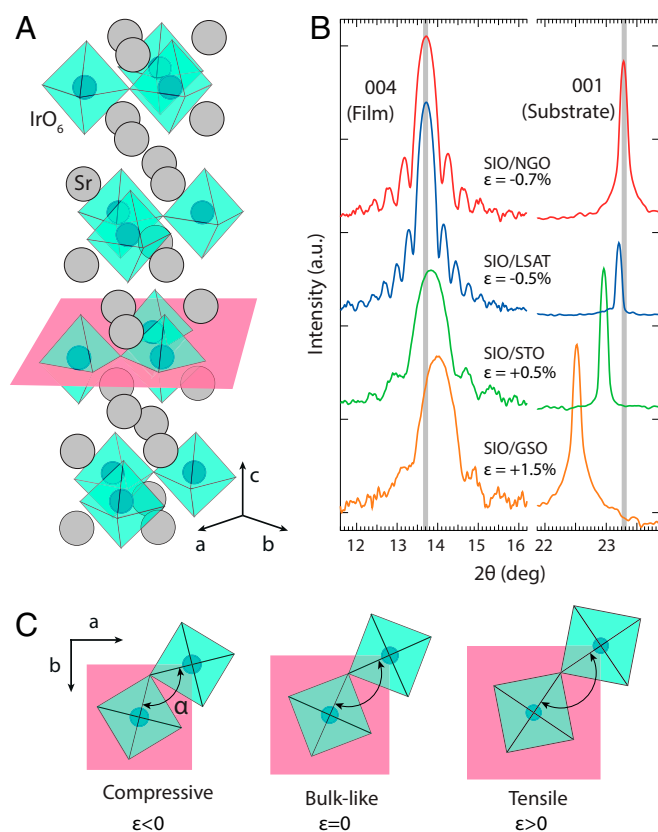 A
IrO6
Sr
c
a
b
B
004
(Film)
001
(Substrate)
SIO/NGO
ε = -0.7%
SIO/LSAT
ε = -0.5%
SIO/STO
ε = +0.5%
SIO/GSO
ε = +1.5%
Intensity (a.u.)
12 13 14 15 16 22 23
2θ (deg)
C
a
b
α
Compressive
ε<0
Bulk-like
ε=0
Tensile
ε>0